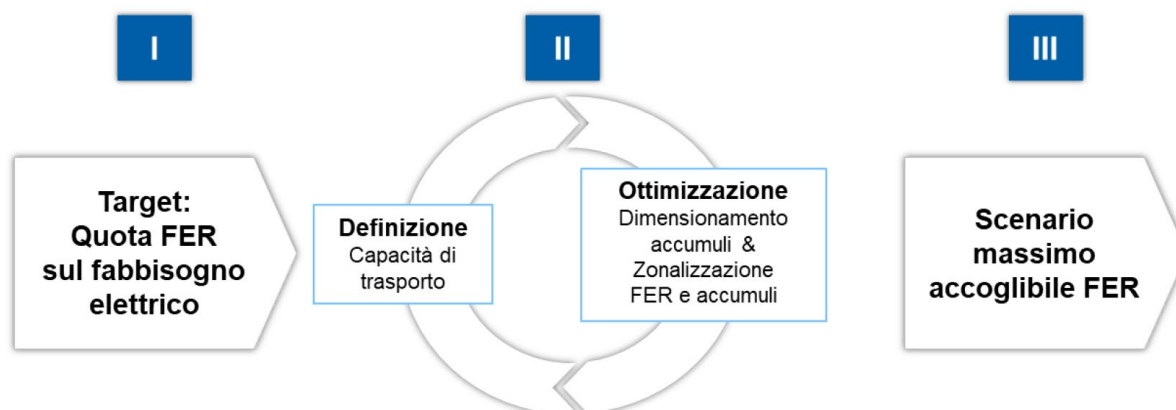 I
II
III
Target:
Quota FER
sul fabbisogno
elettrico
Definizione
Capacità di
trasporto
Ottimizzazione
Dimensionamento
accumuli &
Zonalizzazione
FER e accumuli
Scenario
massimo
accoglibile FER